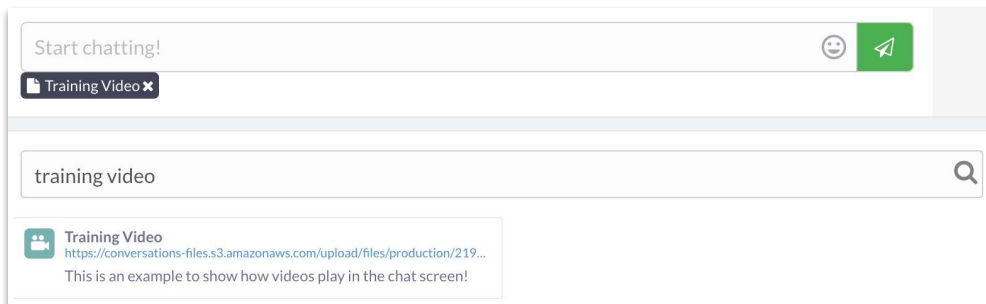 Start chatting!
Training Video
training video
Training Video
https://conversations-files.s3.amazonaws.com/upload/files/production/219...
This is an example to show how videos play in the chat screen!